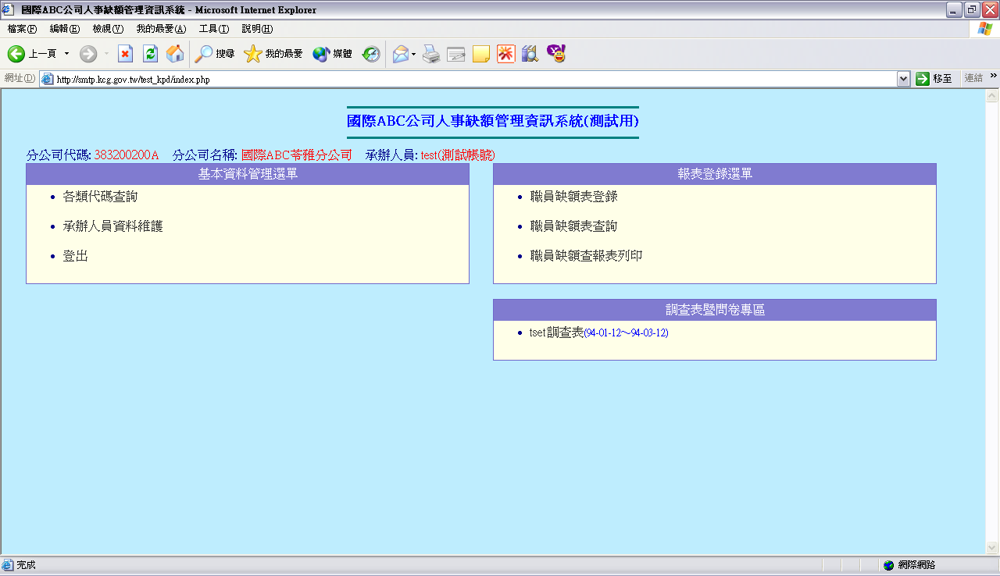 國際ABC公司人事缺額管理資訊系統 - Microsoft Internet Explorer
檔案(F) 編輯(E) 檢視(V) 我的最愛(A) 工具(T) 說明(H)
上一頁 搜尋 我的最愛 媒體
網址(D) http://smtp.kcg.gov.tw/test_kpd/index.php 移至 連結 »
國際ABC公司人事缺額管理資訊系統(測試用)
分公司代碼: 383200200A 分公司名稱: 國際ABC苓雅分公司 承辦人員: test(測試帳號)
基本資料管理選單
• 各類代碼查詢
• 承辦人員資料維護
• 登出
報表登錄選單
• 職員缺額表登錄
• 職員缺額表查詢
• 職員缺額查報表列印
調查表暨問卷專區
• tset調查表(94-01-12～94-03-12)
完成 網際網路